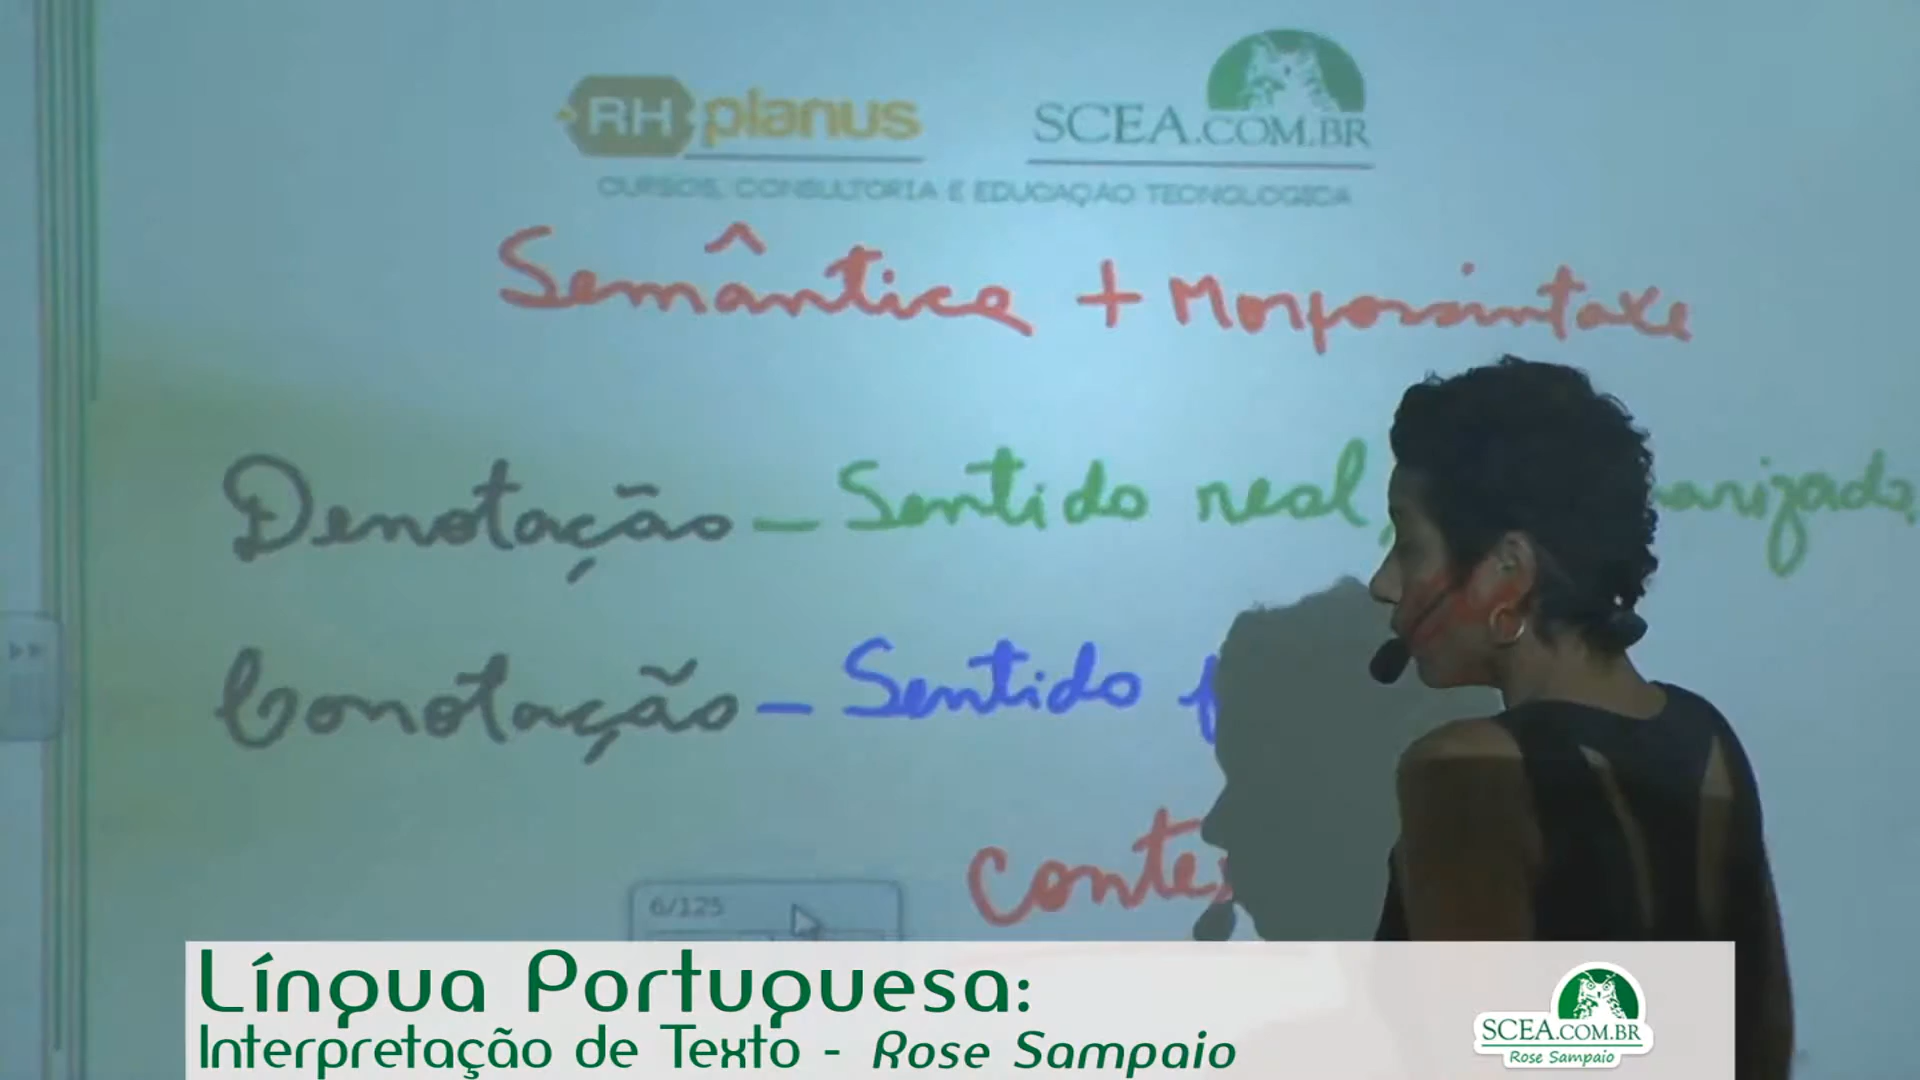 RH planus
SCEA.COM.BR
CURSOS, CONSULTORIA E EDUCAÇÃO TECNOLOGICA
Semântica + Morfossintaxe
Denotação - Sentido real,
Conotação - Sentido
6/125
Língua Portuguesa:
Interpretação de Texto - Rose Sampaio
SCEA.COM.BR
Rose Sampaio